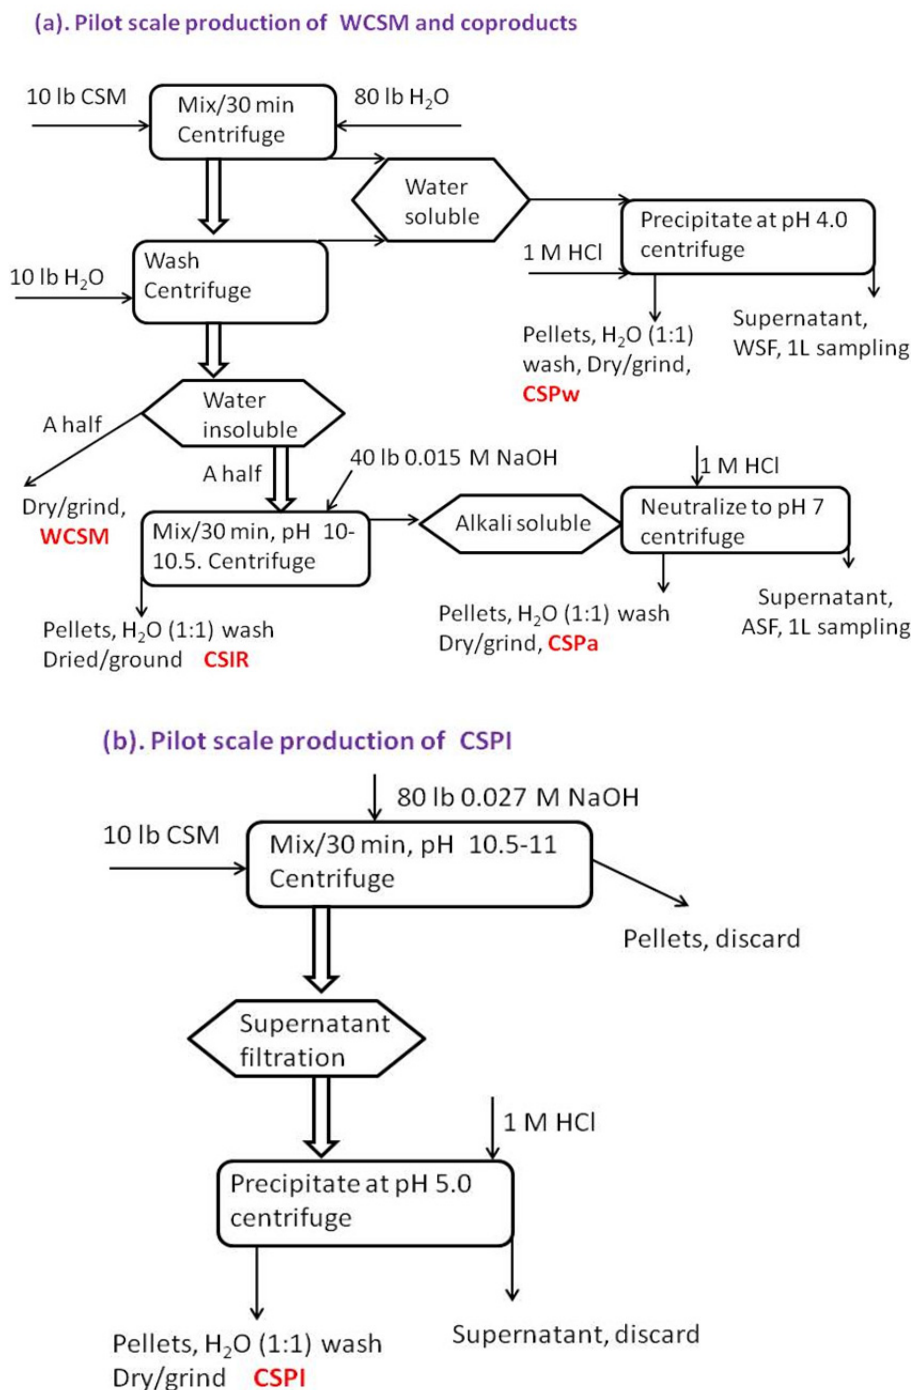 (a). Pilot scale production of WCSM and coproducts
10 lb CSM
Mix/30 min
Centrifuge
80 lb H₂O
Water
soluble
Precipitate at pH 4.0
centrifuge
1 M HCl
Wash
Centrifuge
10 lb H₂O
Pellets, H₂O (1:1)
wash, Dry/grind,
CSPw
Supernatant,
WSF, 1L sampling
Water
insoluble
A half
A half
40 lb 0.015 M NaOH
1 M HCl
Dry/grind,
WCSM
Mix/30 min, pH 10-
10.5. Centrifuge
Alkali soluble
Neutralize to pH 7
centrifuge
Pellets, H₂O (1:1) wash
Dried/ground CSIR
Pellets, H₂O (1:1) wash
Dry/grind, CSPa
Supernatant,
ASF, 1L sampling
(b). Pilot scale production of CSPI
80 lb 0.027 M NaOH
10 lb CSM
Mix/30 min, pH 10.5-11
Centrifuge
Pellets, discard
Supernatant
filtration
1 M HCl
Precipitate at pH 5.0
centrifuge
Pellets, H₂O (1:1) wash
Dry/grind CSPI
Supernatant, discard